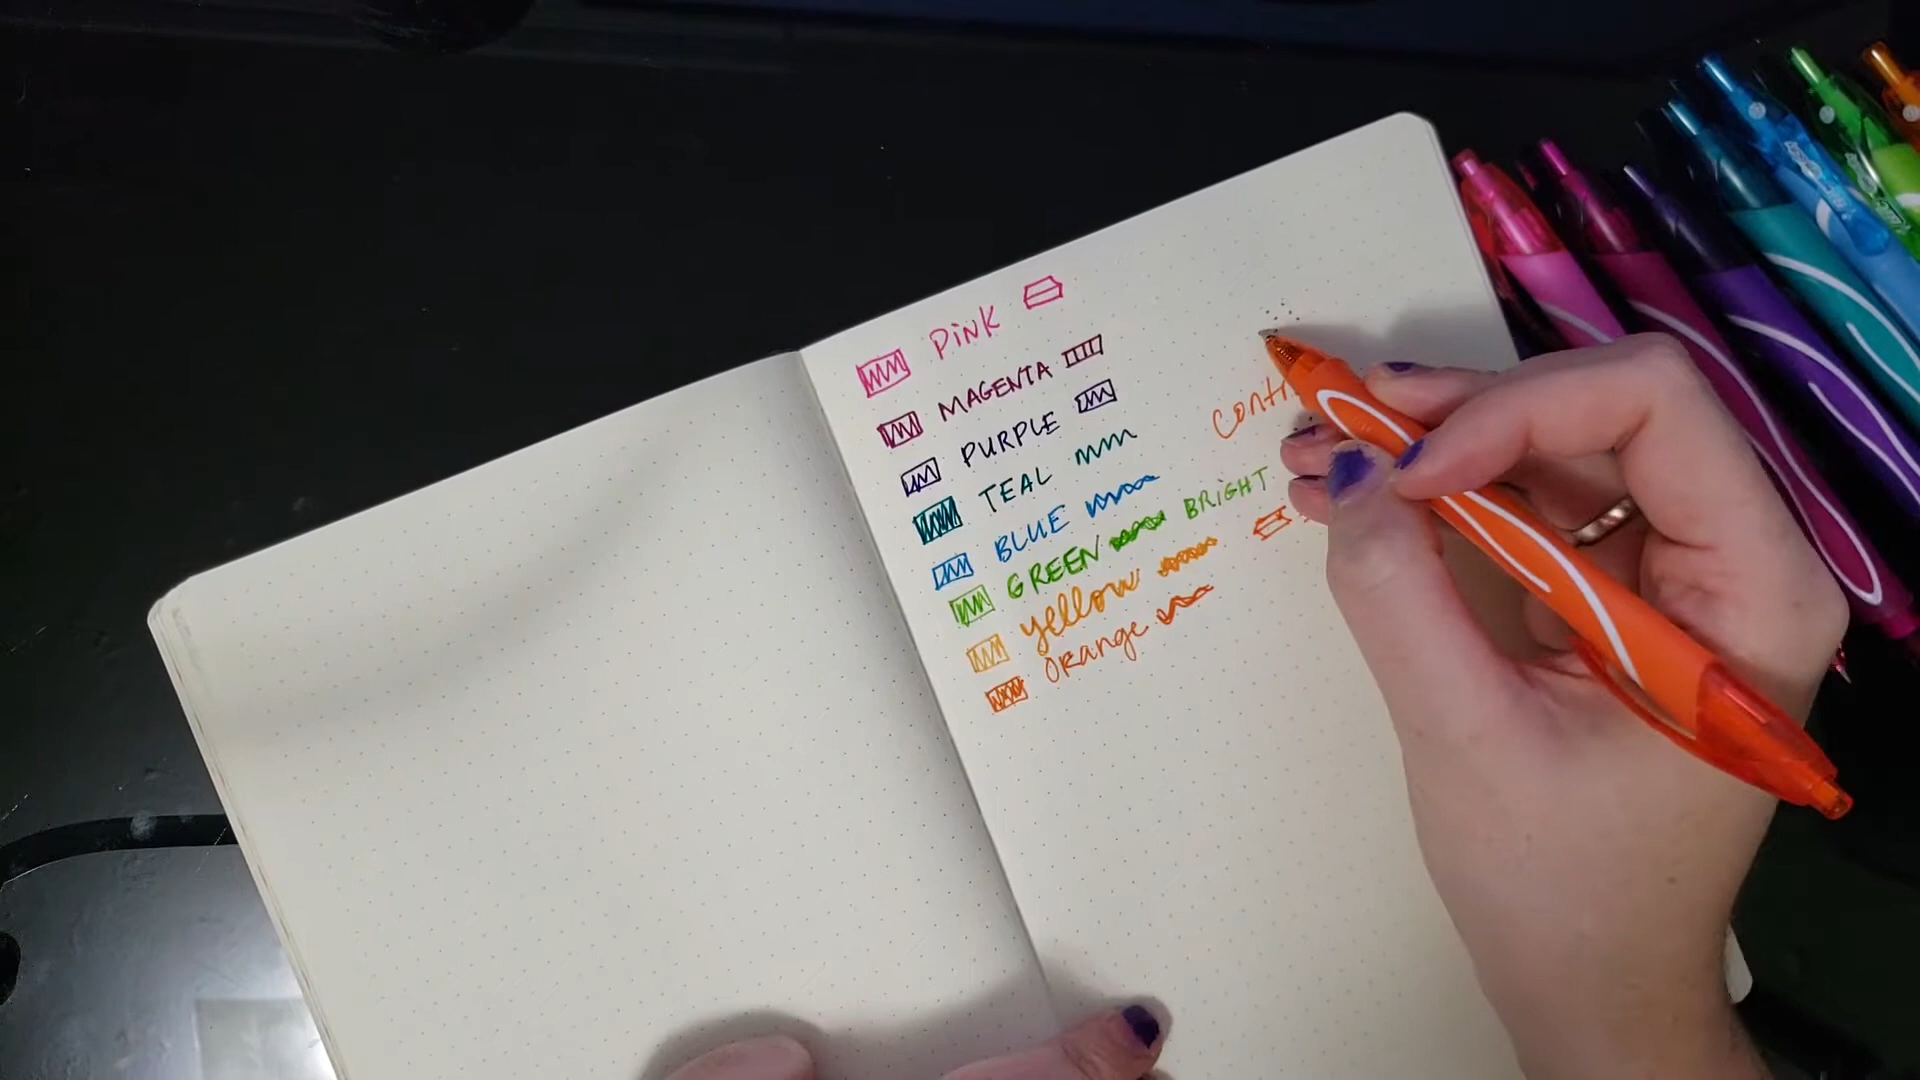 PINK
MAGENTA
PURPLE
TEAL
BLUE
GREEN BRIGHT
yellow
orange